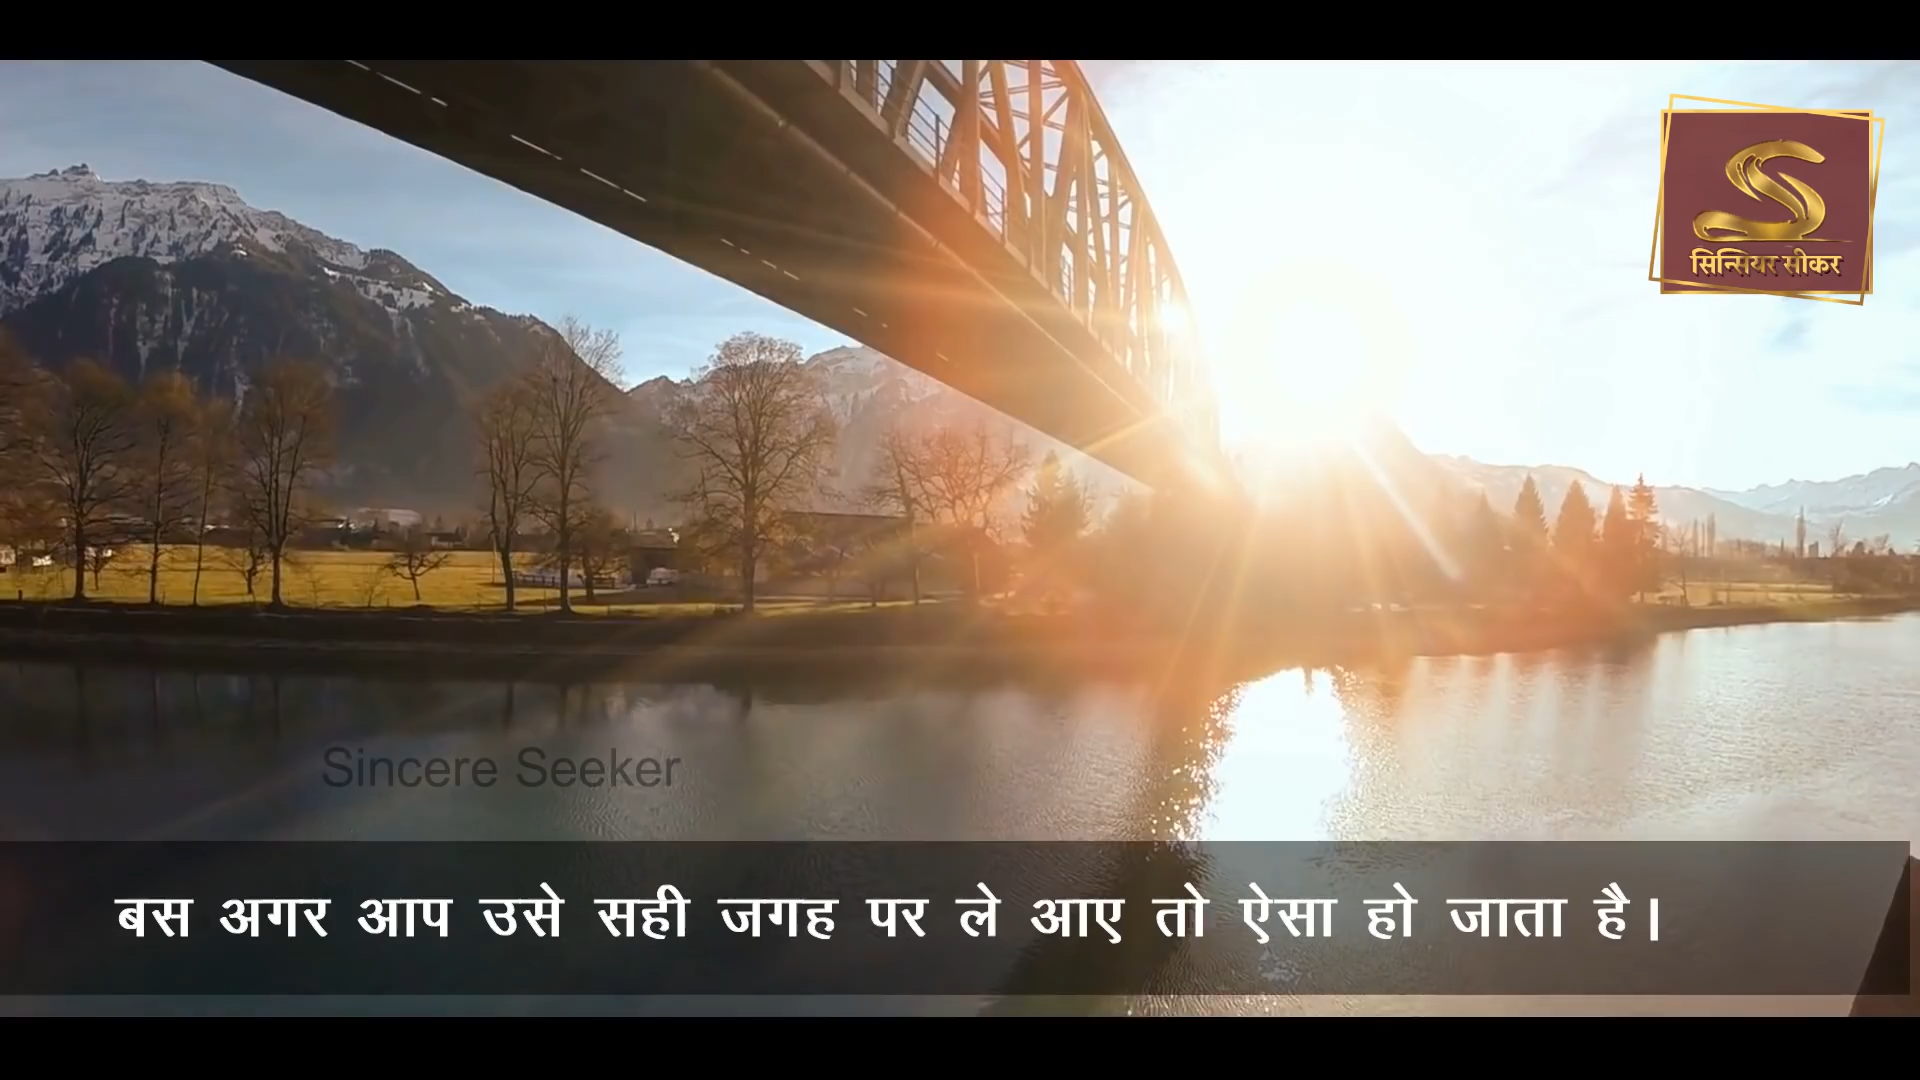 सिन्सियर सीकर
Sincere Seeker
बस अगर आप उसे सही जगह पर ले आए तो ऐसा हो जाता है।